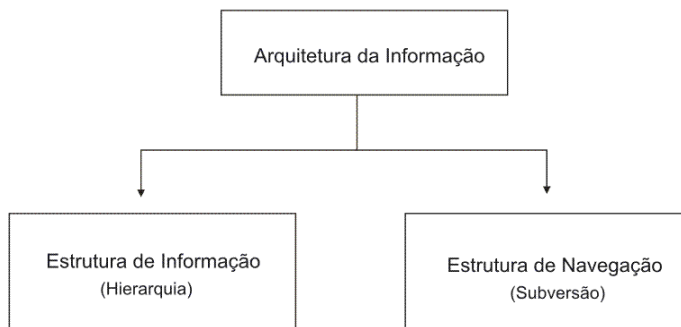 Arquitetura da Informação
Estrutura de Informação
(Hierarquia)
Estrutura de Navegação
(Subversão)